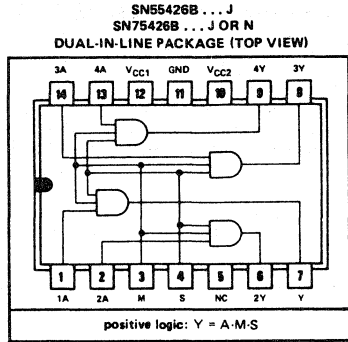 SN55426B . . . J
SN75426B . . . J OR N
DUAL-IN-LINE PACKAGE (TOP VIEW)
3A 4A VCC1 GND VCC2 4Y 3Y
14 13 12 11 10 9 8
1 2 3 4 5 6 7
1A 2A M S NC 2Y Y
positive logic: Y = A·M·S